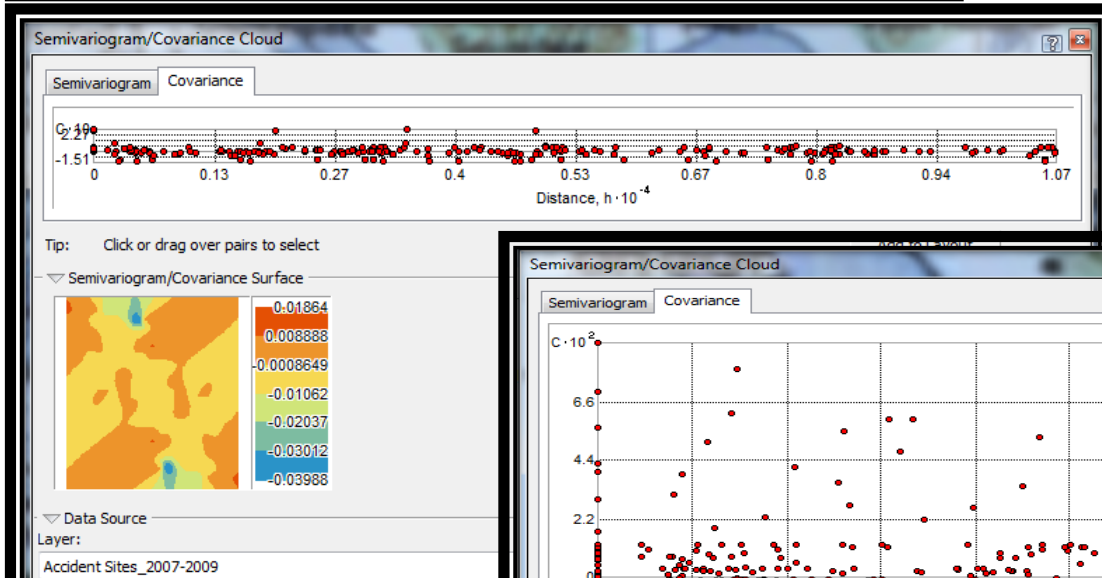 Semivariogram/Covariance Cloud
Semivariogram Covariance
2.27
-1.51
0 0.13 0.27 0.4 0.53 0.67 0.8 0.94 1.07
Distance, h·10⁻⁴
Tip: Click or drag over pairs to select
Add to Layout
Semivariogram/Covariance Surface
0.01864
0.008888
-0.0008649
-0.01062
-0.02037
-0.03012
-0.03988
Data Source
Layer:
Accident Sites_2007-2009
Semivariogram/Covariance Cloud
Semivariogram Covariance
C·10²
6.6
4.4
2.2
0